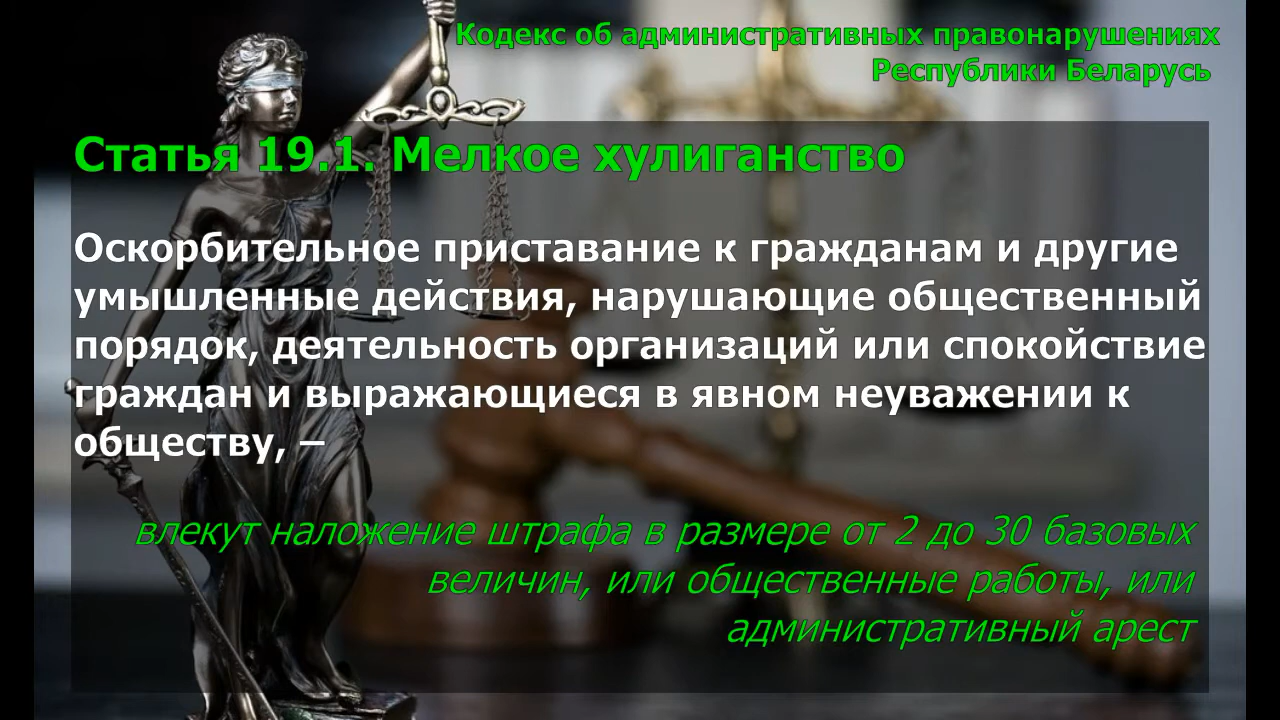 Кодекс об административных правонарушениях
Республики Беларусь
Статья 19.1. Мелкое хулиганство
Оскорбительное приставание к гражданам и другие
умышленные действия, нарушающие общественный
порядок, деятельность организаций или спокойствие
граждан и выражающиеся в явном неуважении к
обществу, –
влекут наложение штрафа в размере от 2 до 30 базовых
величин, или общественные работы, или
административный арест